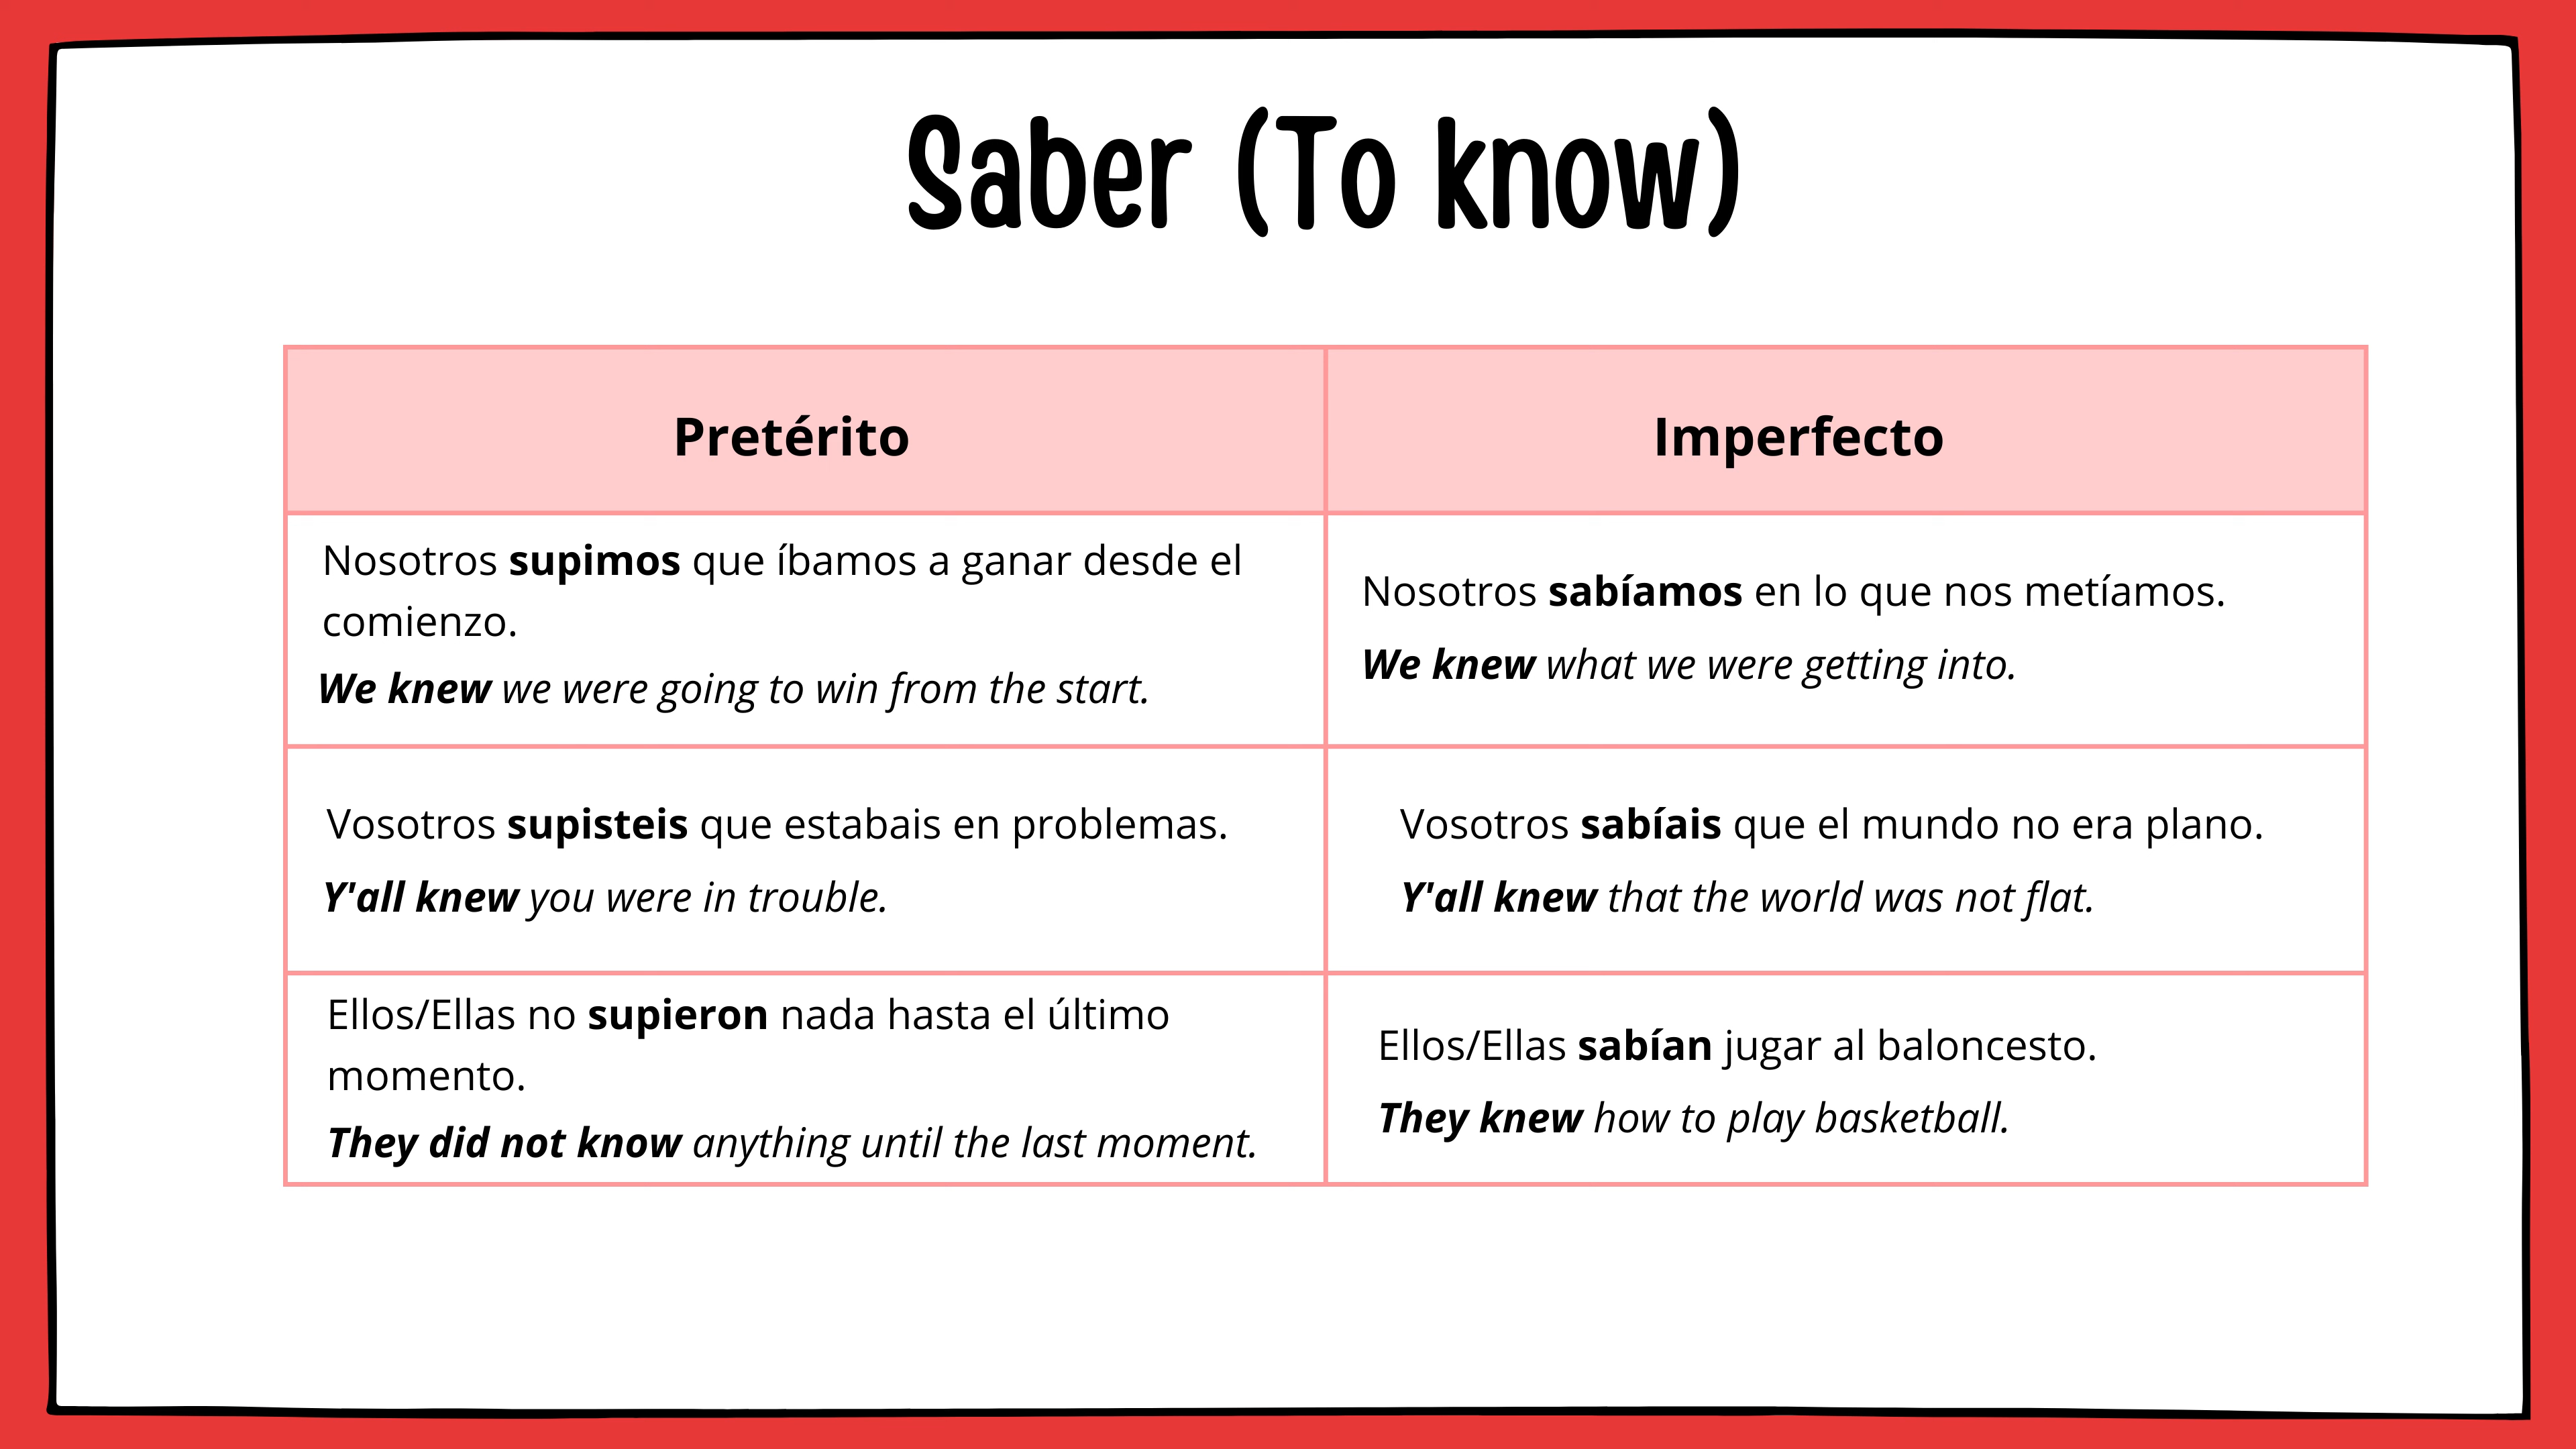 Saber (To know)
Pretérito
Imperfecto
Nosotros supimos que íbamos a ganar desde el
comienzo.
We knew we were going to win from the start.
Nosotros sabíamos en lo que nos metíamos.
We knew what we were getting into.
Vosotros supisteis que estabais en problemas.
Y'all knew you were in trouble.
Vosotros sabíais que el mundo no era plano.
Y'all knew that the world was not flat.
Ellos/Ellas no supieron nada hasta el último
momento.
They did not know anything until the last moment.
Ellos/Ellas sabían jugar al baloncesto.
They knew how to play basketball.